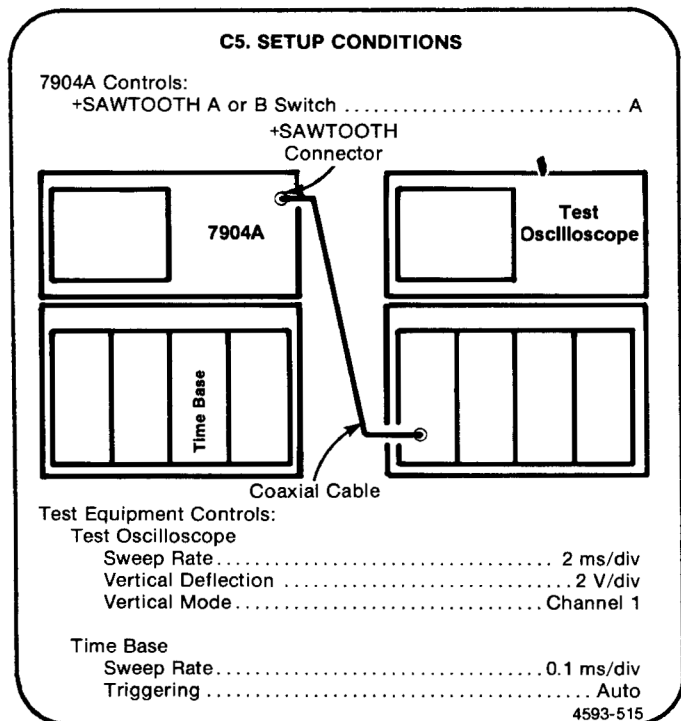 C5. SETUP CONDITIONS
7904A Controls:
+SAWTOOTH A or B Switch ............................ A
+SAWTOOTH
Connector
7904A
Test
Oscilloscope
Time Base
Coaxial Cable
Test Equipment Controls:
Test Oscilloscope
Sweep Rate .................................... 2 ms/div
Vertical Deflection .............................. 2 V/div
Vertical Mode ................................. Channel 1
Time Base
Sweep Rate ................................... 0.1 ms/div
Triggering ........................................ Auto
4593-515